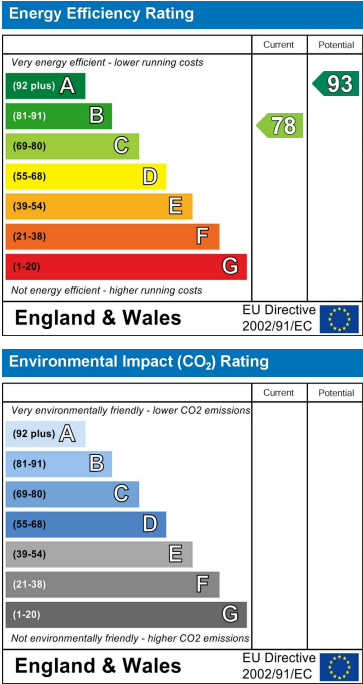 Energy Efficiency Rating
Current Potential
Very energy efficient - lower running costs
(92 plus) A
93
(81-91) B
78
(69-80) C
(55-68) D
(39-54) E
(21-38) F
(1-20) G
Not energy efficient - higher running costs
England & Wales
EU Directive
2002/91/EC
Environmental Impact (CO₂) Rating
Current Potential
Very environmentally friendly - lower CO2 emissions
(92 plus) A
(81-91) B
(69-80) C
(55-68) D
(39-54) E
(21-38) F
(1-20) G
Not environmentally friendly - higher CO2 emissions
England & Wales
EU Directive
2002/91/EC